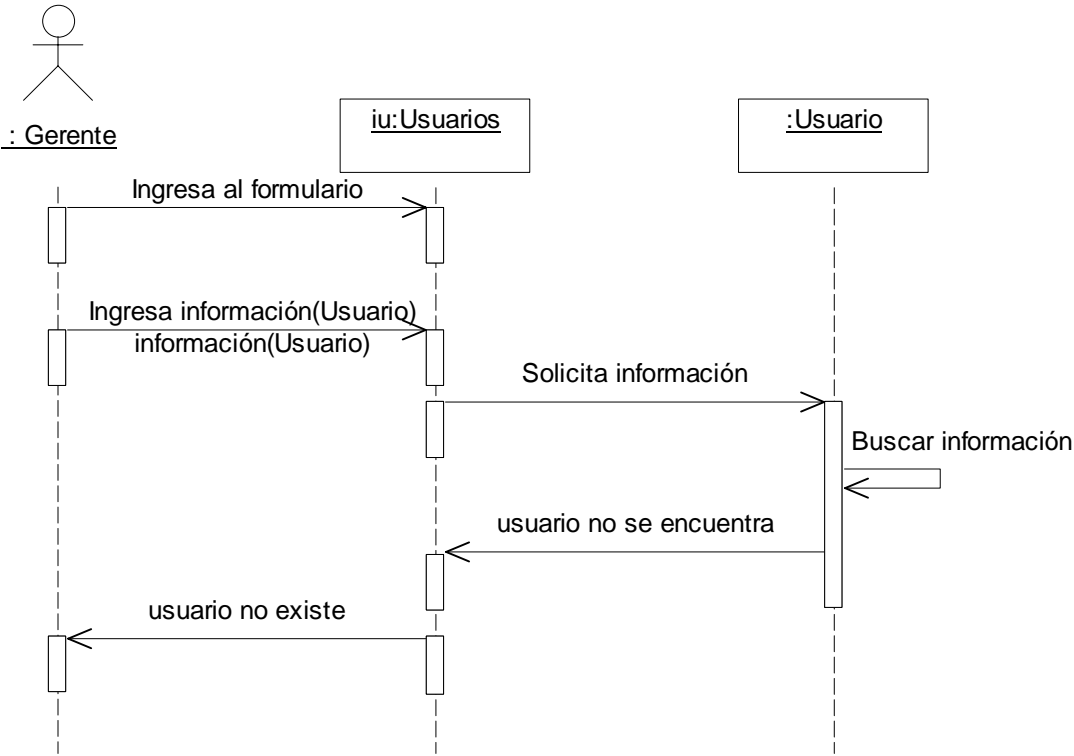 : Gerente
iu:Usuarios
:Usuario
Ingresa al formulario
Ingresa información(Usuario)
información(Usuario)
Solicita información
Buscar información
usuario no se encuentra
usuario no existe